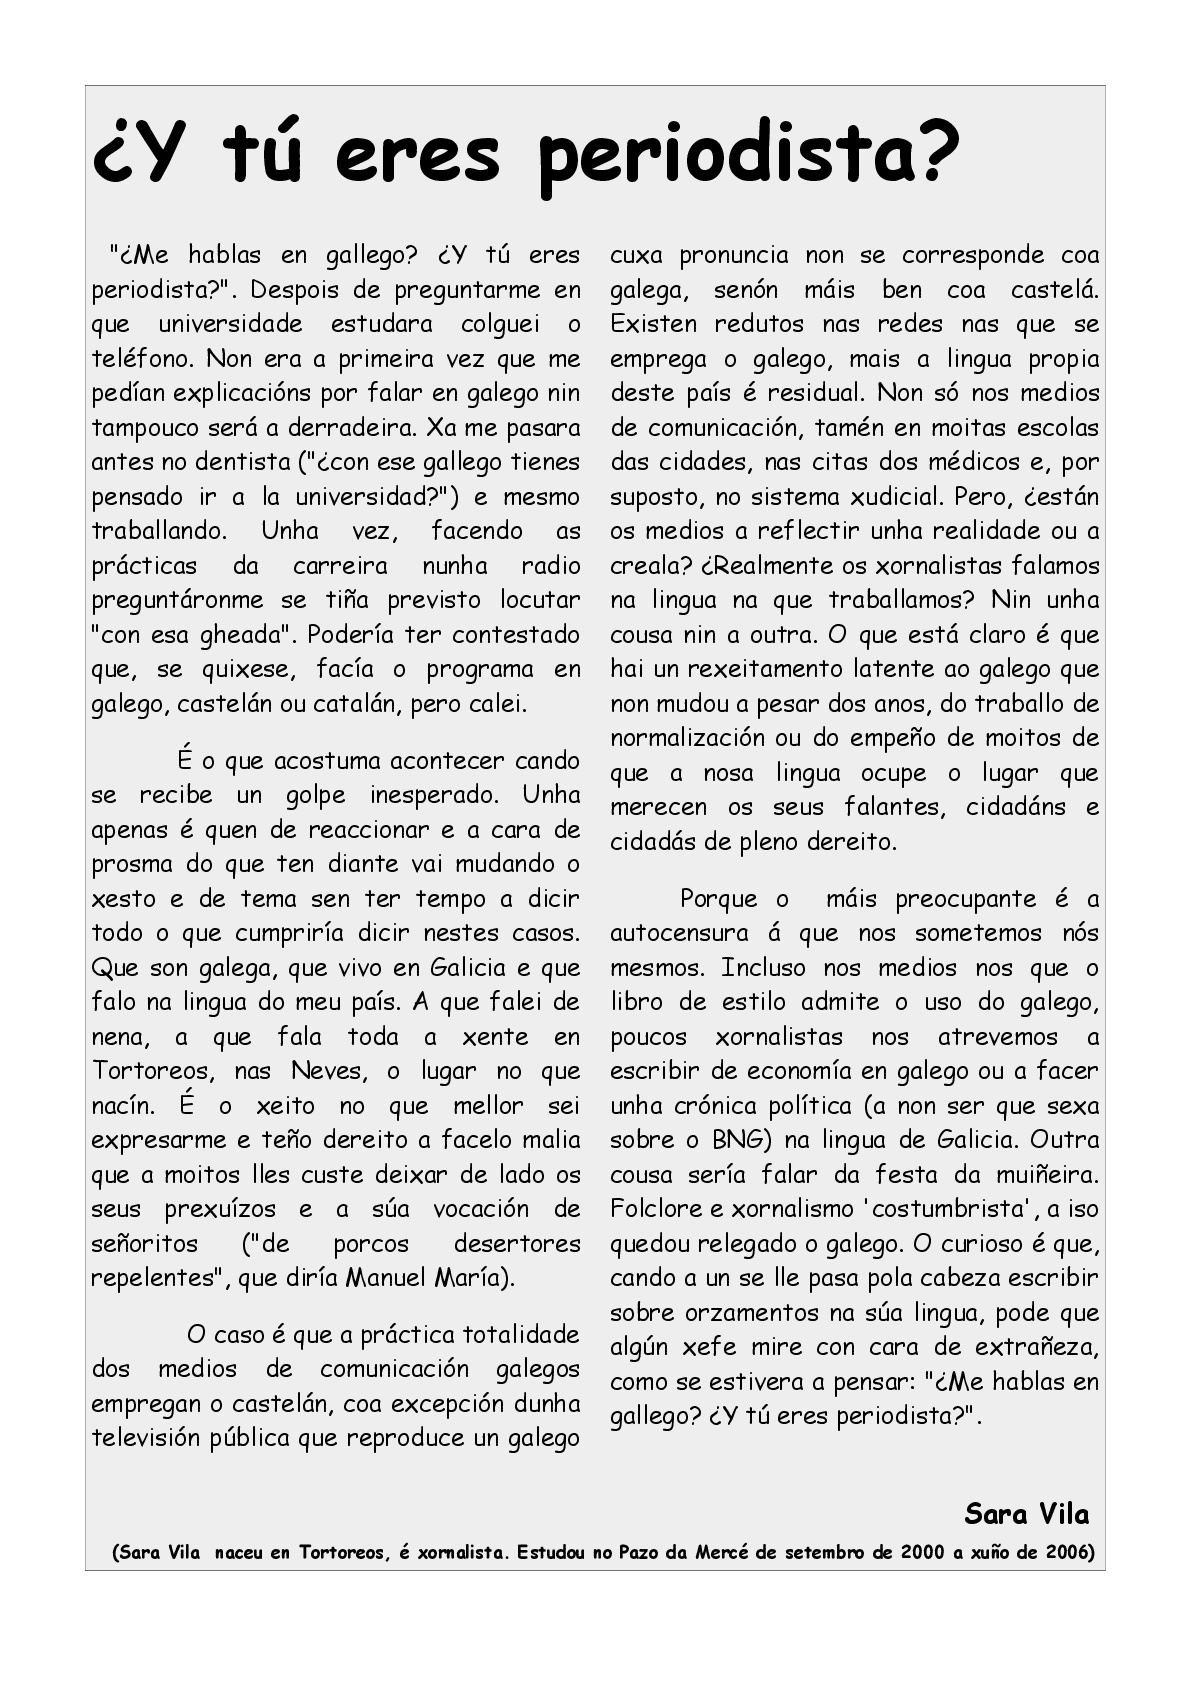 ¿Y tú eres periodista?
"¿Me hablas en gallego? ¿Y tú eres
periodista?". Despois de preguntarme en
que universidade estudara colguei o
teléfono. Non era a primeira vez que me
pedían explicacións por falar en galego nin
tampouco será a derradeira. Xa me pasara
antes no dentista ("¿con ese gallego tienes
pensado ir a la universidad?") e mesmo
traballando. Unha vez, facendo as
prácticas da carreira nunha radio
preguntáronme se tiña previsto locutar
"con esa gheada". Podería ter contestado
que, se quixese, facía o programa en
galego, castelán ou catalán, pero calei.
É o que acostuma acontecer cando
se recibe un golpe inesperado. Unha
apenas é quen de reaccionar e a cara de
prosma do que ten diante vai mudando o
xesto e de tema sen ter tempo a dicir
todo o que cumpriría dicir nestes casos.
Que son galega, que vivo en Galicia e que
falo na lingua do meu país. A que falei de
nena, a que fala toda a xente en
Tortoreos, nas Neves, o lugar no que
nacín. É o xeito no que mellor sei
expresarme e teño dereito a facelo malia
que a moitos lles custe deixar de lado os
seus prexuízos e a súa vocación de
señoritos ("de porcos desertores
repelentes", que diría Manuel María).
O caso é que a práctica totalidade
dos medios de comunicación galegos
empregan o castelán, coa excepción dunha
televisión pública que reproduce un galego
cuxa pronuncia non se corresponde coa
galega, senón máis ben coa castelá.
Existen redutos nas redes nas que se
emprega o galego, mais a lingua propia
deste país é residual. Non só nos medios
de comunicación, tamén en moitas escolas
das cidades, nas citas dos médicos e, por
suposto, no sistema xudicial. Pero, ¿están
os medios a reflectir unha realidade ou a
creala? ¿Realmente os xornalistas falamos
na lingua na que traballamos? Nin unha
cousa nin a outra. O que está claro é que
hai un rexeitamento latente ao galego que
non mudou a pesar dos anos, do traballo de
normalización ou do empeño de moitos de
que a nosa lingua ocupe o lugar que
merecen os seus falantes, cidadáns e
cidadás de pleno dereito.
Porque o máis preocupante é a
autocensura á que nos sometemos nós
mesmos. Incluso nos medios nos que o
libro de estilo admite o uso do galego,
poucos xornalistas nos atrevemos a
escribir de economía en galego ou a facer
unha crónica política (a non ser que sexa
sobre o BNG) na lingua de Galicia. Outra
cousa sería falar da festa da muiñeira.
Folclore e xornalismo 'costumbrista', a iso
quedou relegado o galego. O curioso é que,
cando a un se lle pasa pola cabeza escribir
sobre orzamentos na súa lingua, pode que
algún xefe mire con cara de extrañeza,
como se estivera a pensar: "¿Me hablas en
gallego? ¿Y tú eres periodista?".
Sara Vila
(Sara Vila naceu en Tortoreos, é xornalista. Estudou no Pazo da Mercé de setembro de 2000 a xuño de 2006)